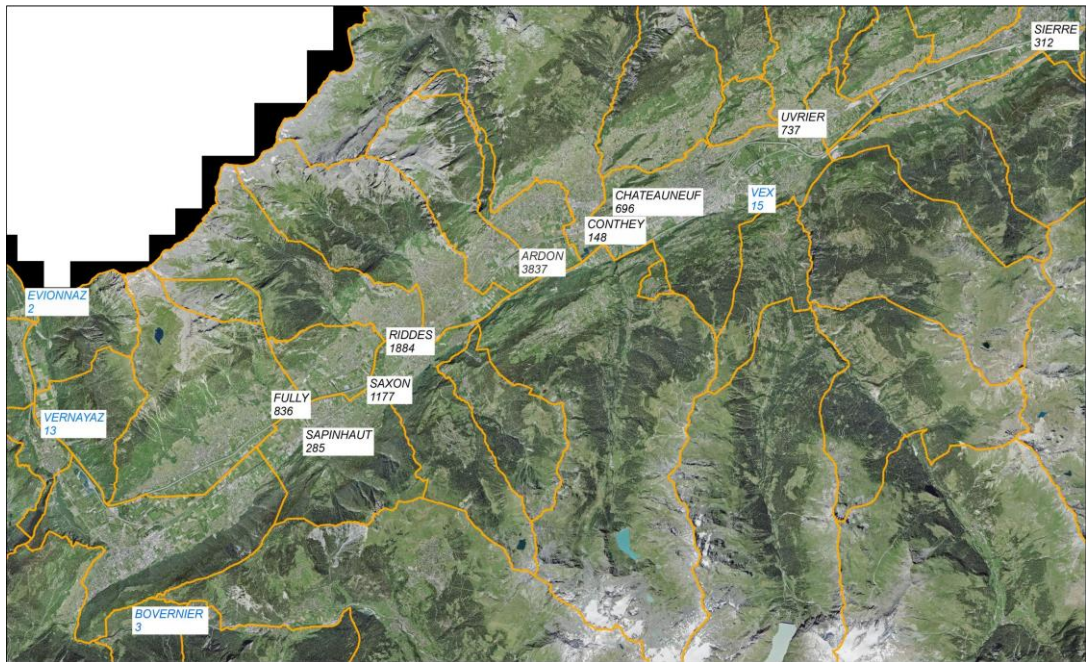 SIERRE
312
UVRIER
737
CHATEAUNEUF
696
VEX
15
CONTHEY
148
ARDON
3837
EVIONNAZ
2
RIDDES
1884
SAXON
1177
FULLY
836
VERNAYAZ
13
SAPINHAUT
285
BOVERNIER
3